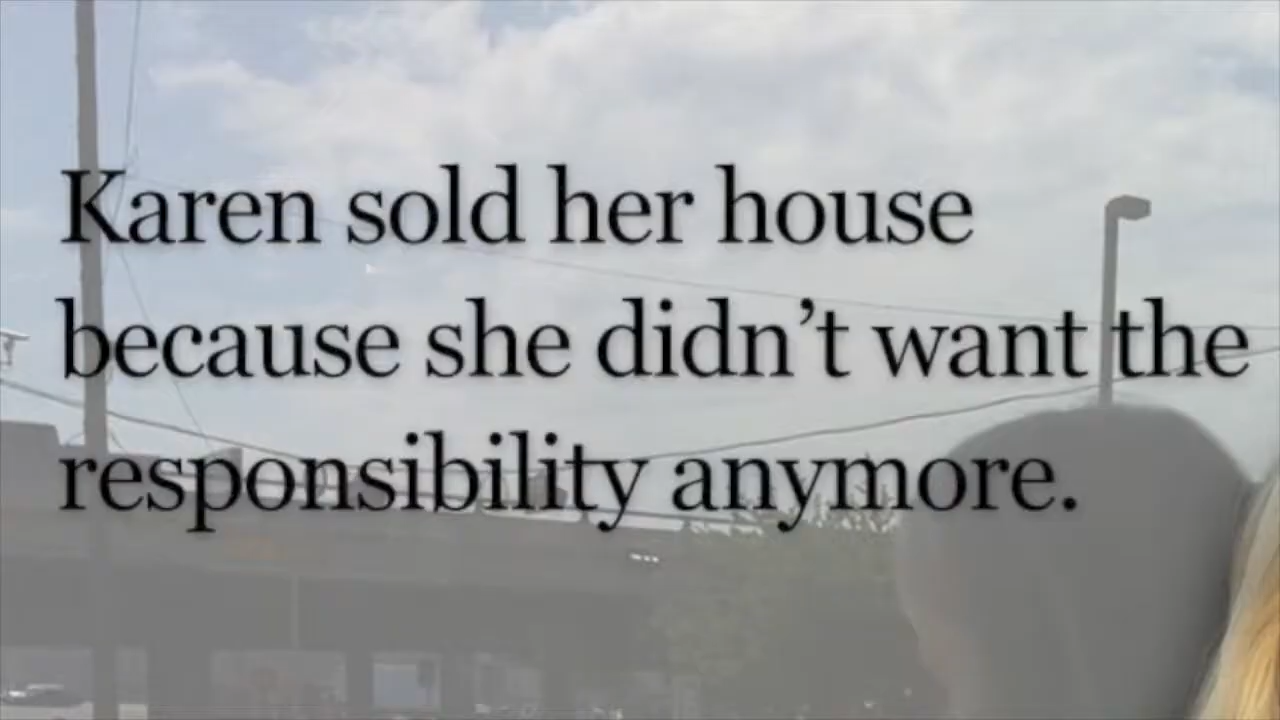 Karen sold her house
because she didn’t want the
responsibility anymore.